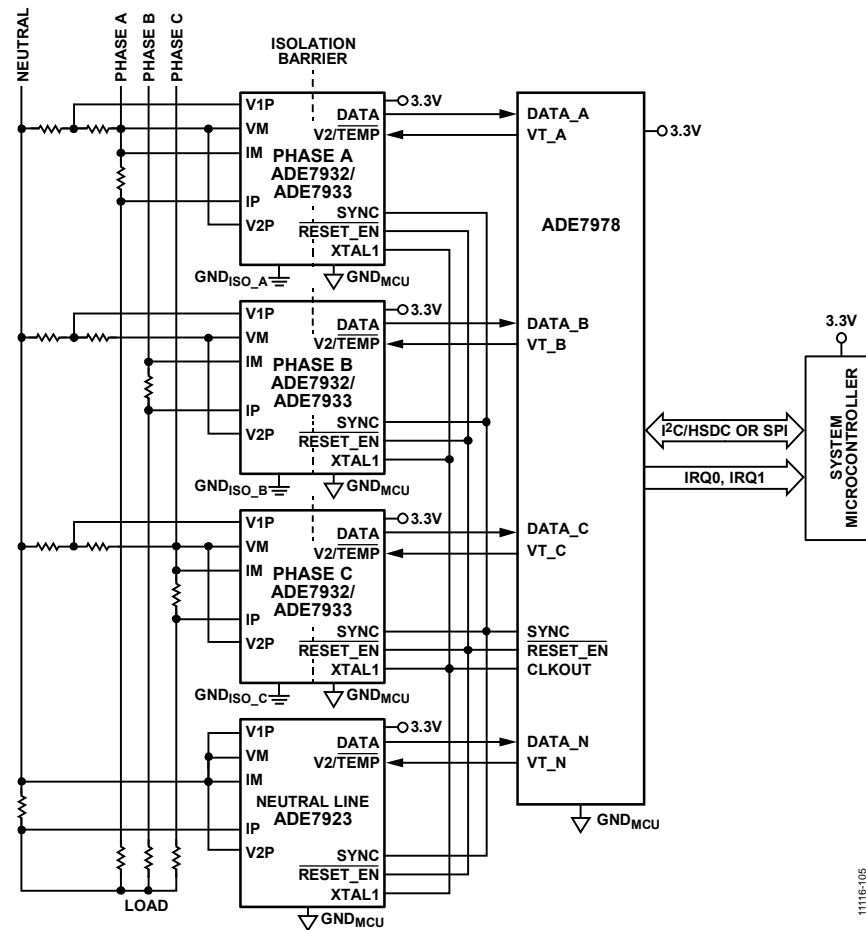 NEUTRAL
PHASE A
PHASE B
PHASE C
ISOLATION
BARRIER
V1P
VM
IM
IP
V2P
PHASE A
ADE7932/
ADE7933
DATA
V2/TEMP
SYNC
RESET_EN
XTAL1
3.3V
GNDISO_A
GNDMCU
V1P
VM
IM
IP
V2P
PHASE B
ADE7932/
ADE7933
DATA
V2/TEMP
SYNC
RESET_EN
XTAL1
3.3V
GNDISO_B
GNDMCU
V1P
VM
IM
IP
V2P
PHASE C
ADE7932/
ADE7933
DATA
V2/TEMP
SYNC
RESET_EN
XTAL1
3.3V
GNDISO_C
GNDMCU
V1P
VM
IM
IP
V2P
NEUTRAL LINE
ADE7923
DATA
V2/TEMP
SYNC
RESET_EN
XTAL1
3.3V
GNDMCU
LOAD
DATA_A
VT_A
ADE7978
DATA_B
VT_B
DATA_C
VT_C
SYNC
RESET_EN
CLKOUT
DATA_N
VT_N
3.3V
GNDMCU
I2C/HSDC OR SPI
IRQ0, IRQ1
3.3V
SYSTEM
MICROCONTROLLER
11116-105